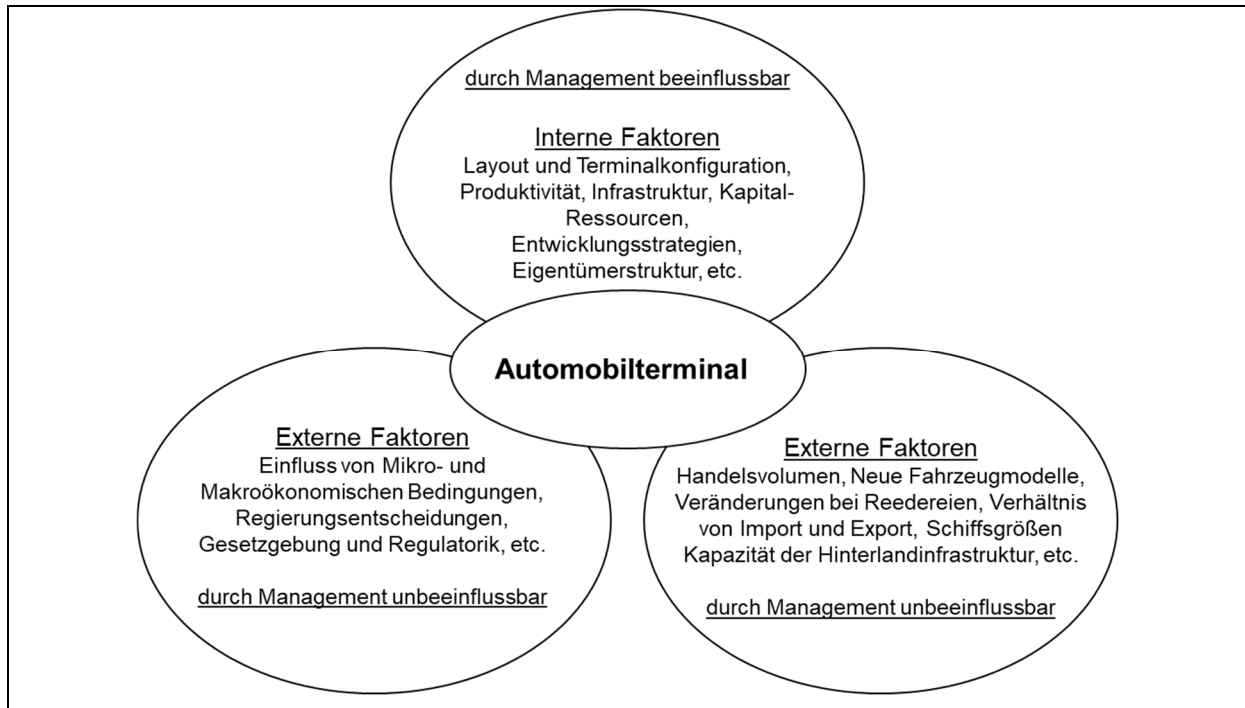 durch Management beeinflussbar
Interne Faktoren
Layout und Terminalkonfiguration,
Produktivität, Infrastruktur, Kapital-
Ressourcen,
Entwicklungsstrategien,
Eigentümerstruktur, etc.
Automobilterminal
Externe Faktoren
Einfluss von Mikro- und
Makroökonomischen Bedingungen,
Regierungsentscheidungen,
Gesetzgebung und Regulatorik, etc.
durch Management unbeeinflussbar
Externe Faktoren
Handelsvolumen, Neue Fahrzeugmodelle,
Veränderungen bei Reedereien, Verhältnis
von Import und Export, Schiffsgrößen
Kapazität der Hinterlandinfrastruktur, etc.
durch Management unbeeinflussbar